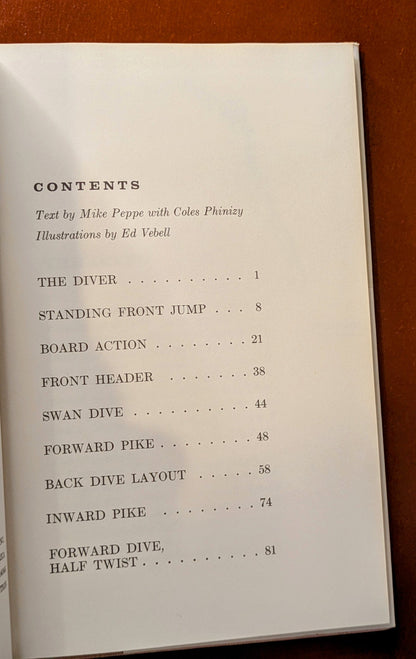 CONTENTS
Text by Mike Peppe with Coles Phinizy
Illustrations by Ed Vebell
THE DIVER . . . . . . . . . . 1
STANDING FRONT JUMP . . . 8
BOARD ACTION . . . . . . . . 21
FRONT HEADER . . . . . . . 38
SWAN DIVE . . . . . . . . . . 44
FORWARD PIKE . . . . . . . . 48
BACK DIVE LAYOUT . . . . . 58
INWARD PIKE . . . . . . . 74
FORWARD DIVE,
HALF TWIST . . . . . . . . . . 81